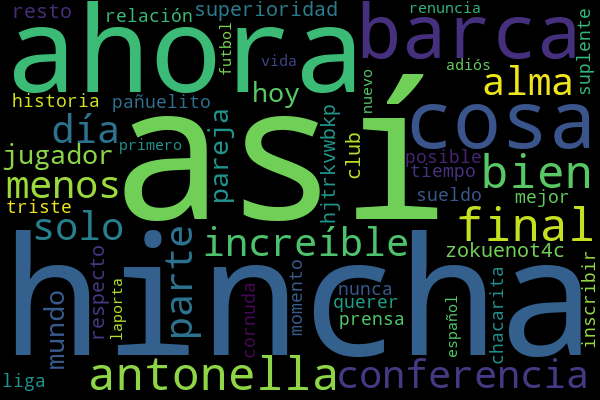 resto
relación
superioridad
renuncia
ahora
futbol
barca
suplente
vida
adiós
alma
hoy
nuevo
historia
pañuelito
cosa
día
así
pareja
hjtrkvwbkp
club
primero
posible
tiempo
bien
jugador
menos
sueldo
mejor
triste
solo
final
increíble
zokuenot4c
hincha
parte
respecto
laporta
mundo
cornuda
momento
nunca
querer
prensa
español
chacarita
inscribir
liga
antonella
conferencia